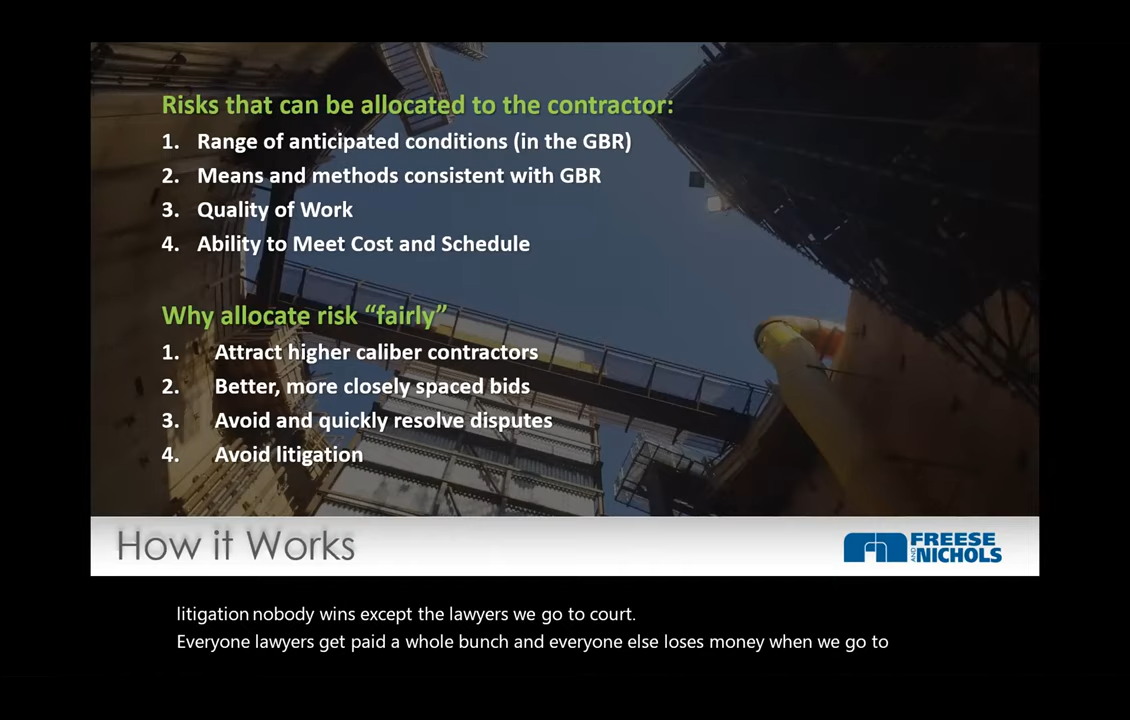 Risks that can be allocated to the contractor:
1. Range of anticipated conditions (in the GBR)
2. Means and methods consistent with GBR
3. Quality of Work
4. Ability to Meet Cost and Schedule
Why allocate risk “fairly”
1. Attract higher caliber contractors
2. Better, more closely spaced bids
3. Avoid and quickly resolve disputes
4. Avoid litigation
How it Works
FREESE
AND NICHOLS
litigation nobody wins except the lawyers we go to court.
Everyone lawyers get paid a whole bunch and everyone else loses money when we go to